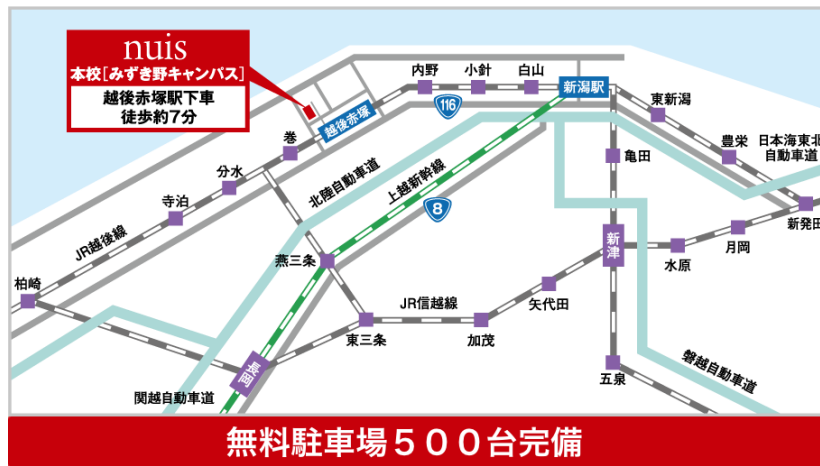 nuis
本校[みずき野キャンパス]
越後赤塚駅下車
徒歩約7分
内野
小針
白山
新潟駅
116
越後赤塚
東新潟
巻
豊栄
日本海東北
自動車道
亀田
分水
北陸自動車道
上越新幹線
寺泊
8
新発田
JR越後線
月岡
新津
水原
燕三条
柏崎
矢代田
JR信越線
東三条
加茂
長岡
五泉
磐越自動車道
関越自動車道
無料駐車場500台完備